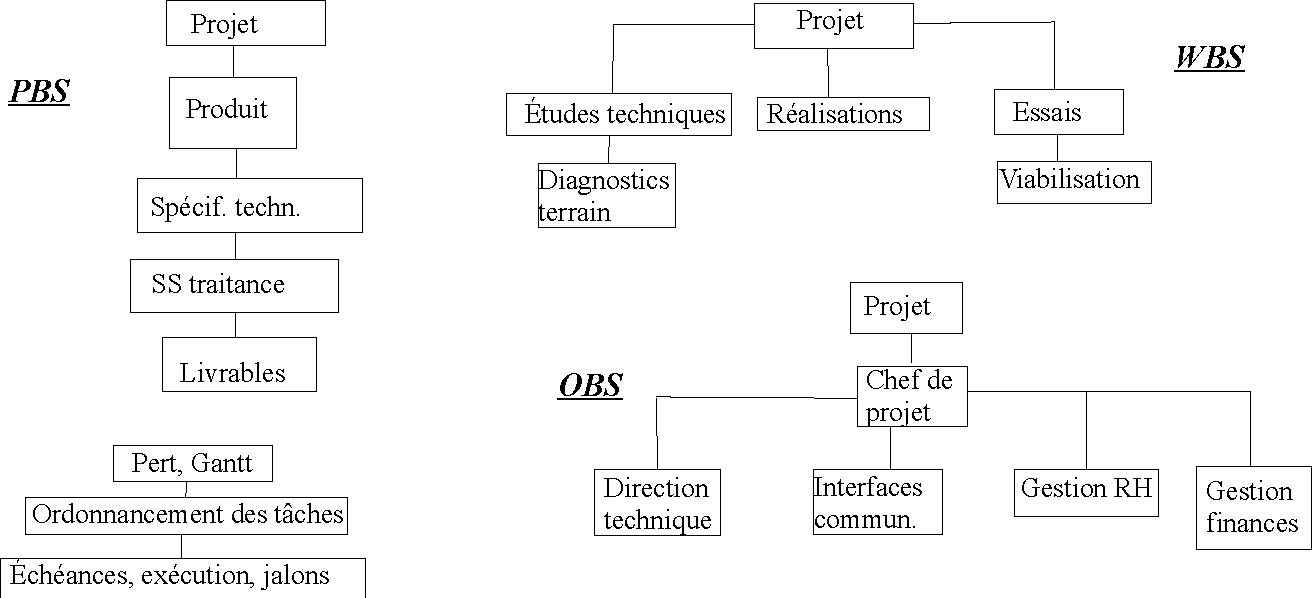 PBS
Projet
Produit
Spécif. techn.
SS traitance
Livrables
WBS
Projet
Études techniques
Réalisations
Essais
Diagnostics
terrain
Viabilisation
OBS
Projet
Chef de
projet
Direction
technique
Interfaces
commun.
Gestion RH
Gestion
finances
Pert, Gantt
Ordonnancement des tâches
Échéances, exécution, jalons